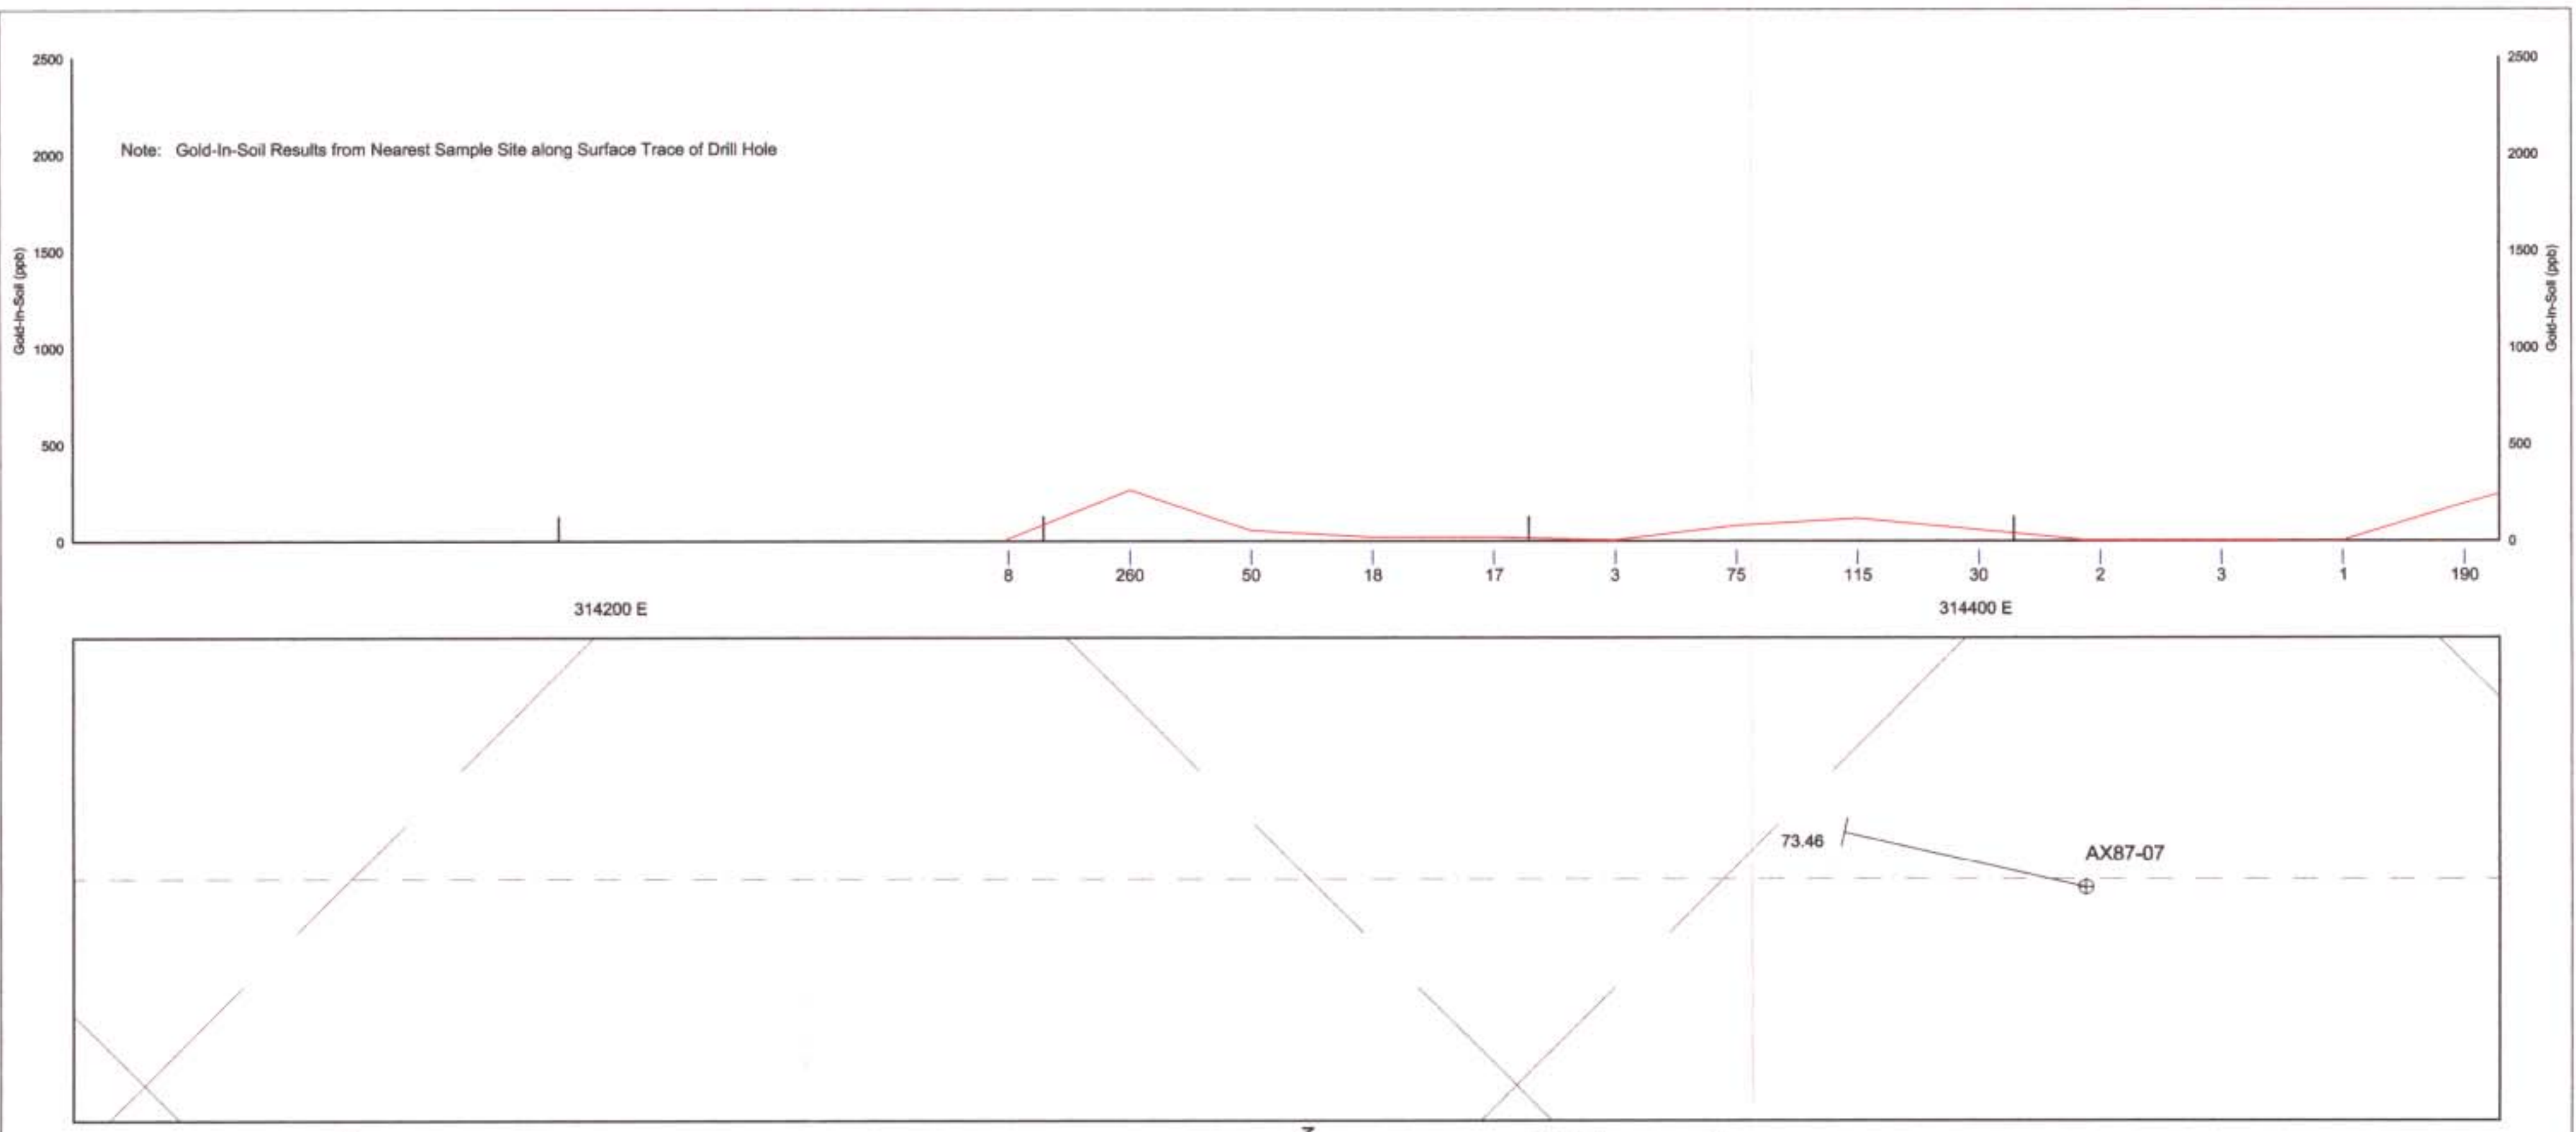 2500
2500
Note: Gold-In-Soil Results from Nearest Sample Site along Surface Trace of Drill Hole
2000
2000
1500
1500
Gold-In-Soil (ppb)
Gold-In-Soil (ppb)
1000
1000
500
500
0
0
8 260 50 18 17 3 75 115 30 2 3 1 190
314200 E 314400 E
73.46
AX87-07